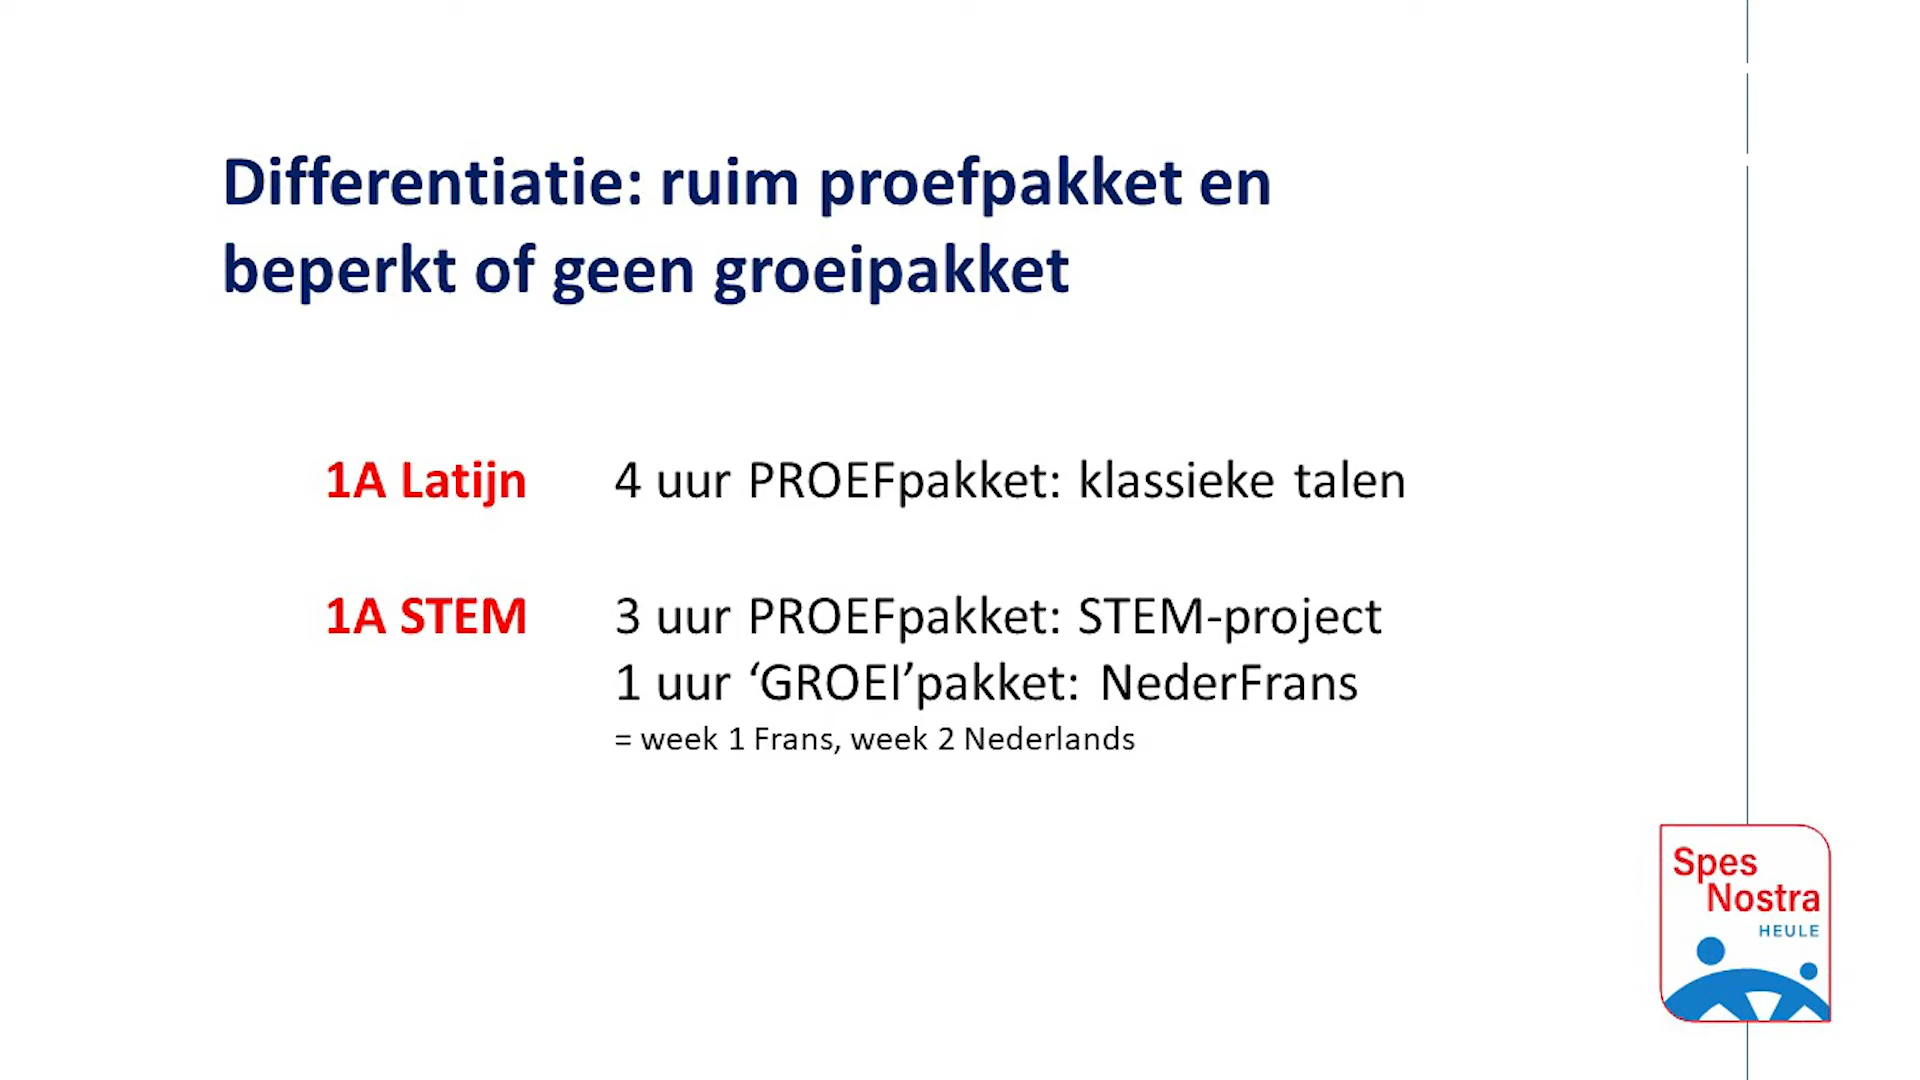 Differentiatie: ruim proefpakket en
beperkt of geen groeipakket
1A Latijn 4 uur PROEFpakket: klassieke talen
1A STEM 3 uur PROEFpakket: STEM-project
1 uur ‘GROEI’pakket: NederFrans
= week 1 Frans, week 2 Nederlands
Spes
Nostra
HEULE